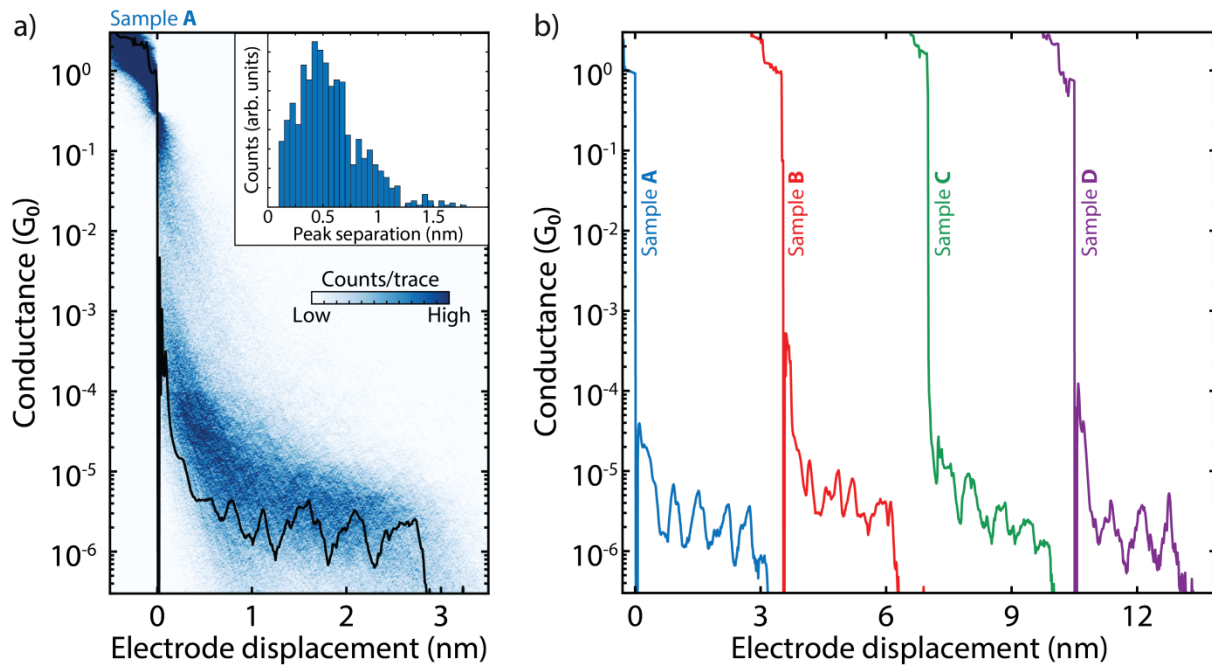 a)
Sample A
Conductance (G₀)
10⁰
10⁻¹
10⁻²
10⁻³
10⁻⁴
10⁻⁵
10⁻⁶
0 1 2 3
Electrode displacement (nm)
Counts (arb. units)
0 0.5 1 1.5
Peak separation (nm)
Counts/trace
Low High
b)
Conductance (G₀)
10⁰
10⁻¹
10⁻²
10⁻³
10⁻⁴
10⁻⁵
10⁻⁶
Sample A
Sample B
Sample C
Sample D
0 3 6 9 12
Electrode displacement (nm)